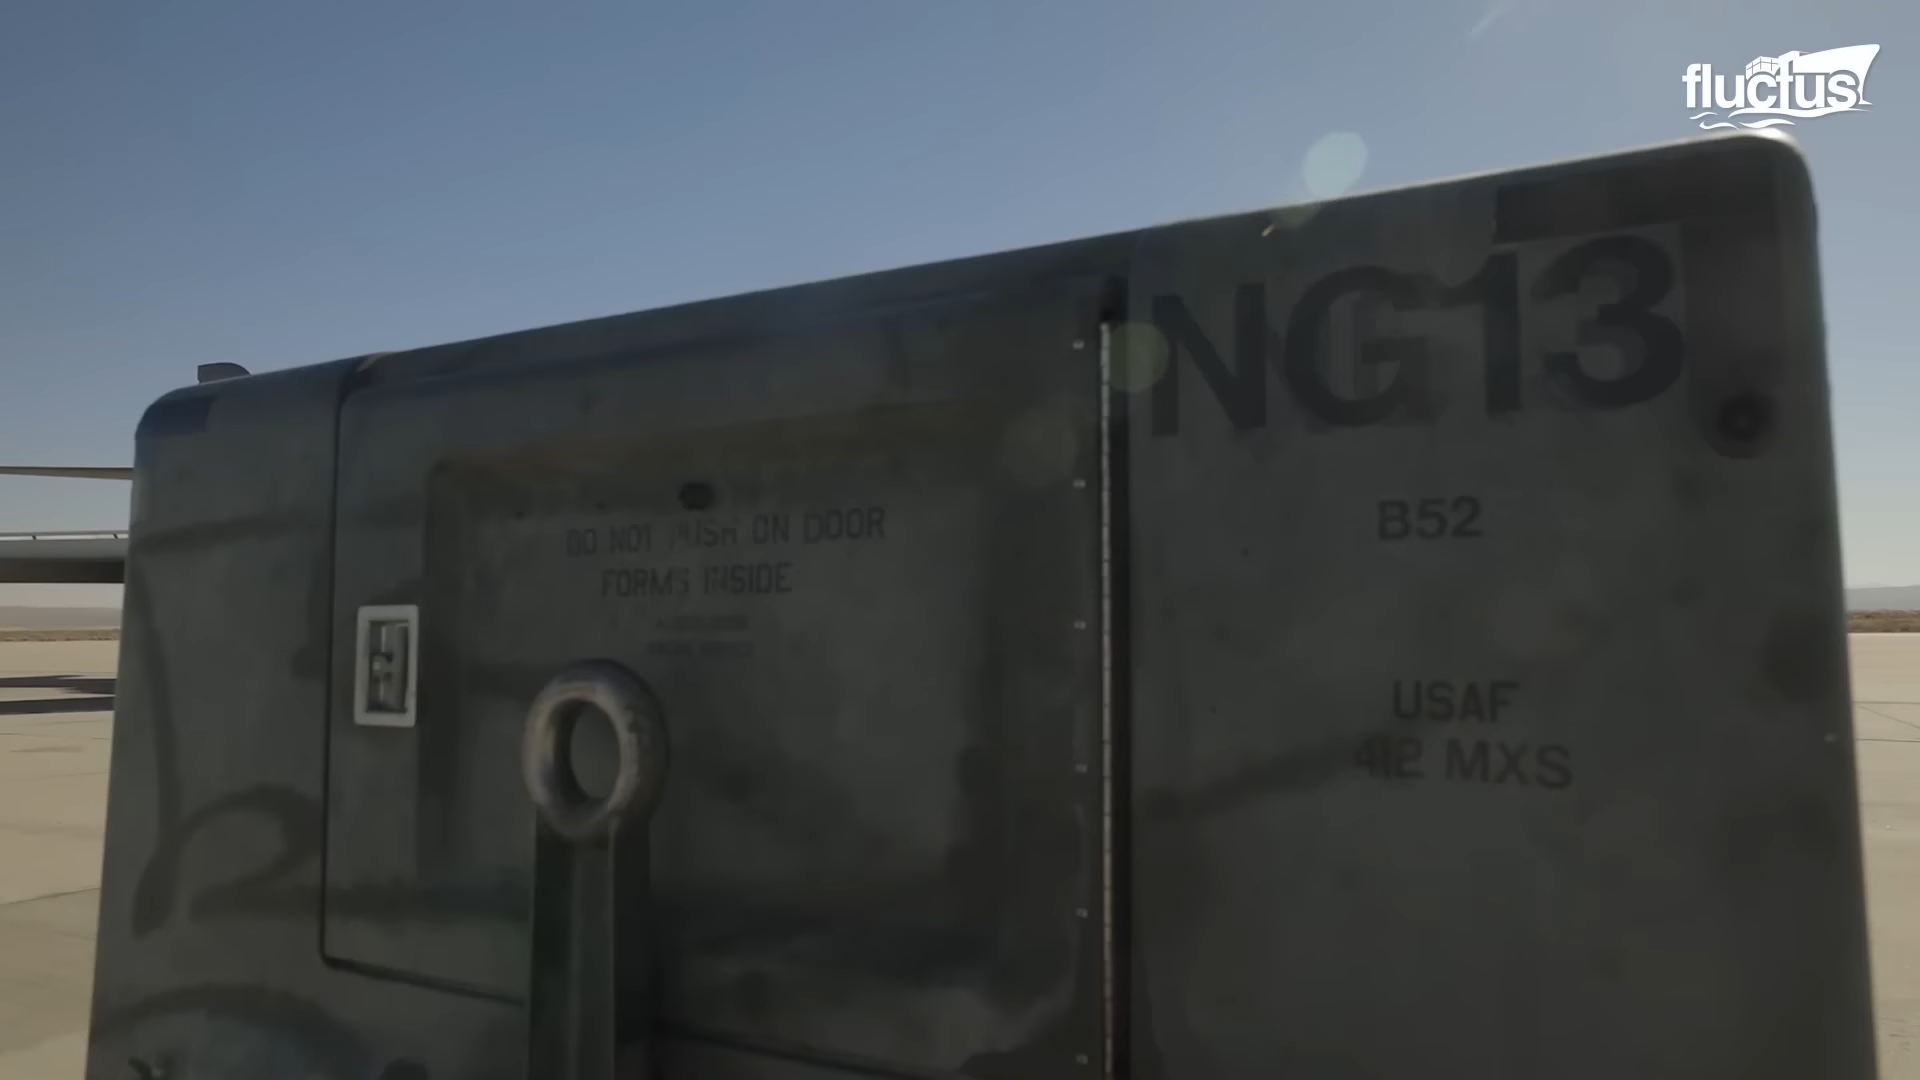 fluctus
NG13
B52
DO NOT PUSH ON DOOR
FORMS INSIDE
USAF
412 MXS